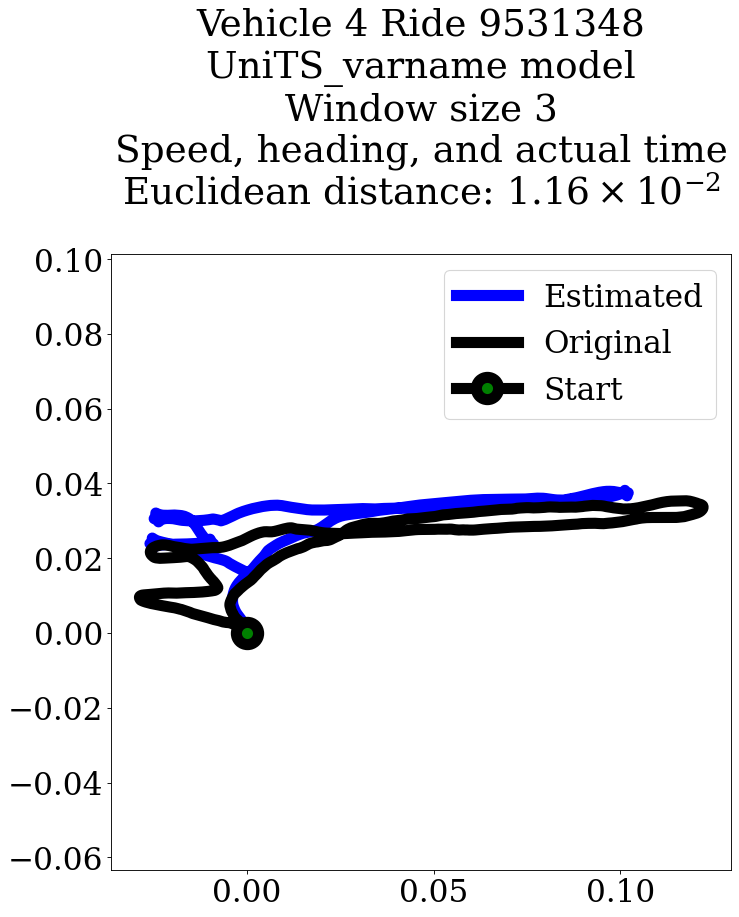 Vehicle 4 Ride 9531348
UniTS_varname model
Window size 3
Speed, heading, and actual time
Euclidean distance: 1.16 × 10⁻²
Estimated
Original
Start
0.10
0.08
0.06
0.04
0.02
0.00
−0.02
−0.04
−0.06
0.00
0.05
0.10